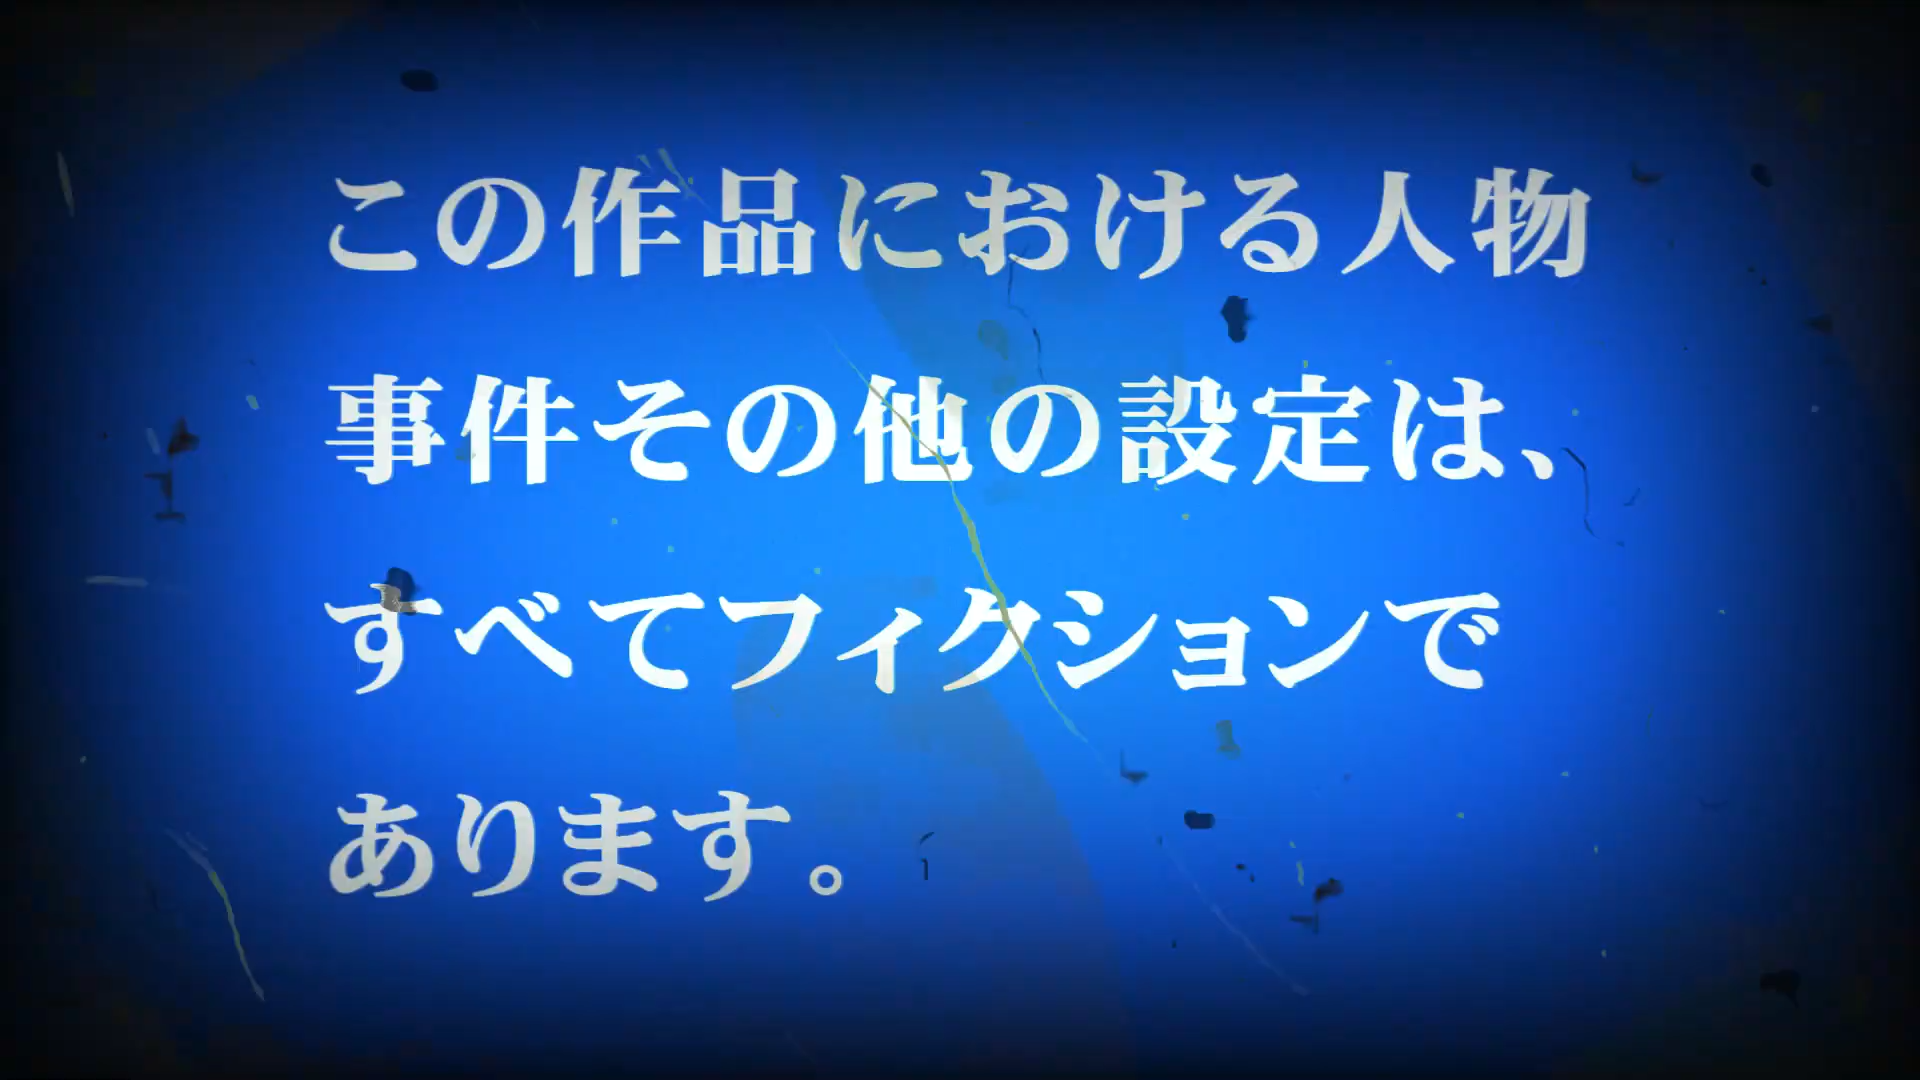 この作品における人物
事件その他の設定は、
すべてフィクションで
あります。